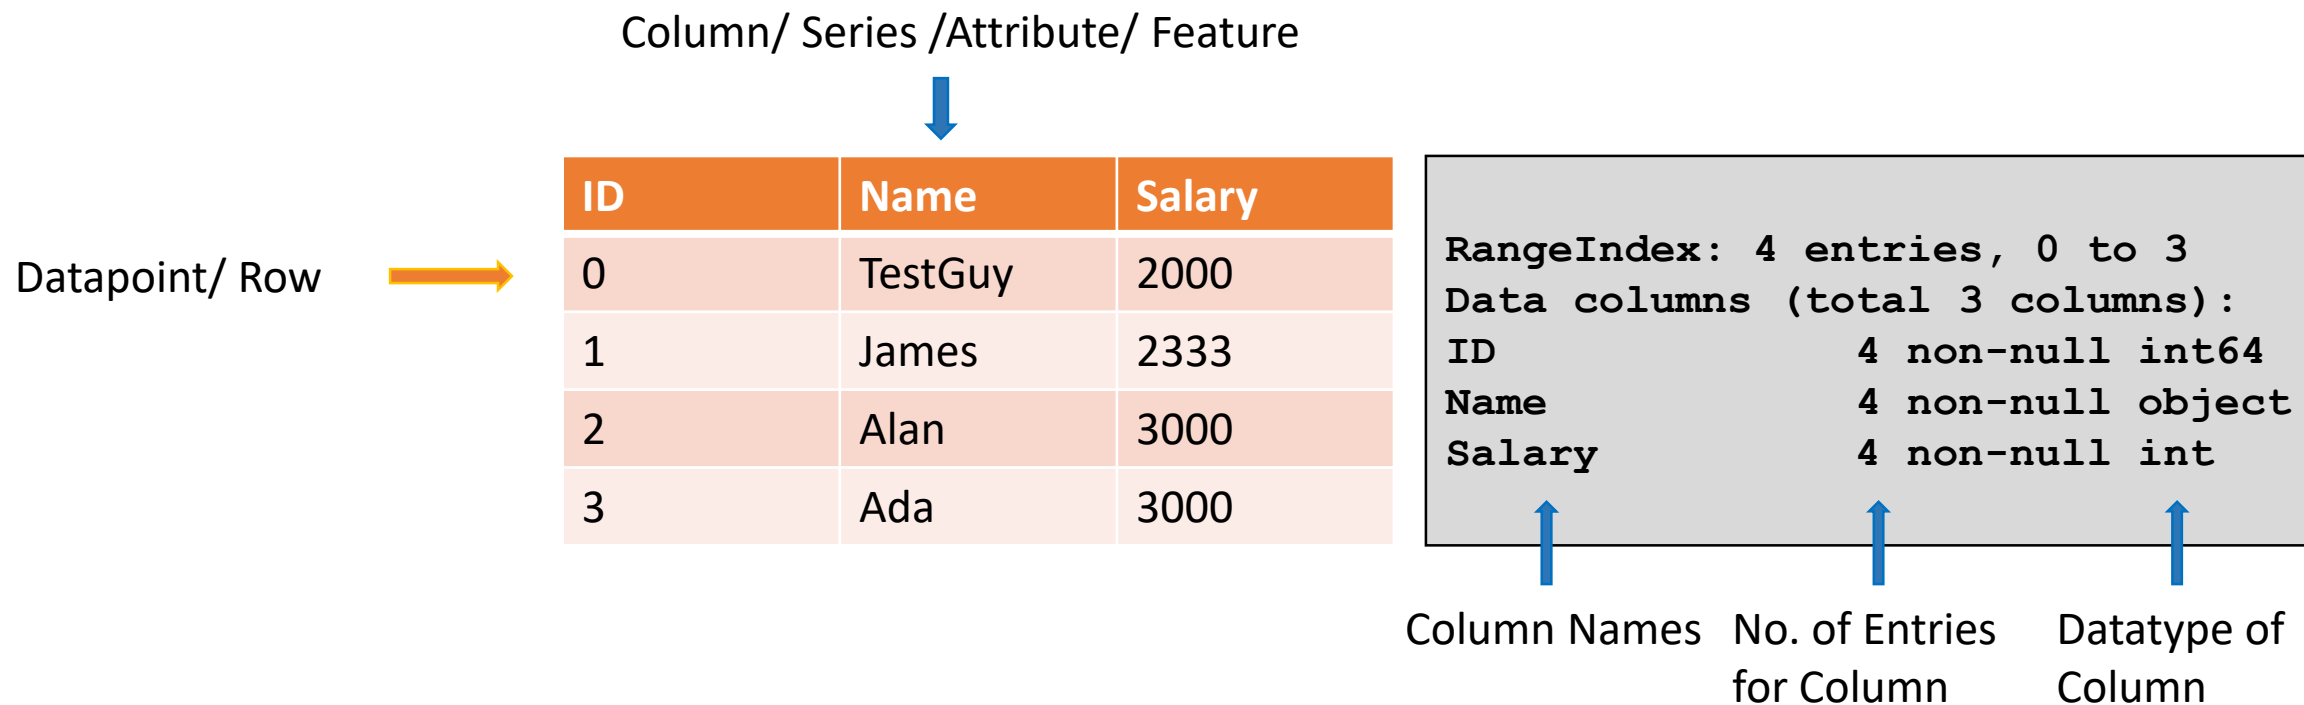 Column/ Series /Attribute/ Feature
Datapoint/ Row
ID Name Salary
0 TestGuy 2000
1 James 2333
2 Alan 3000
3 Ada 3000
RangeIndex: 4 entries, 0 to 3
Data columns (total 3 columns):
ID 4 non-null int64
Name 4 non-null object
Salary 4 non-null int
Column Names
No. of Entries
for Column
Datatype of
Column